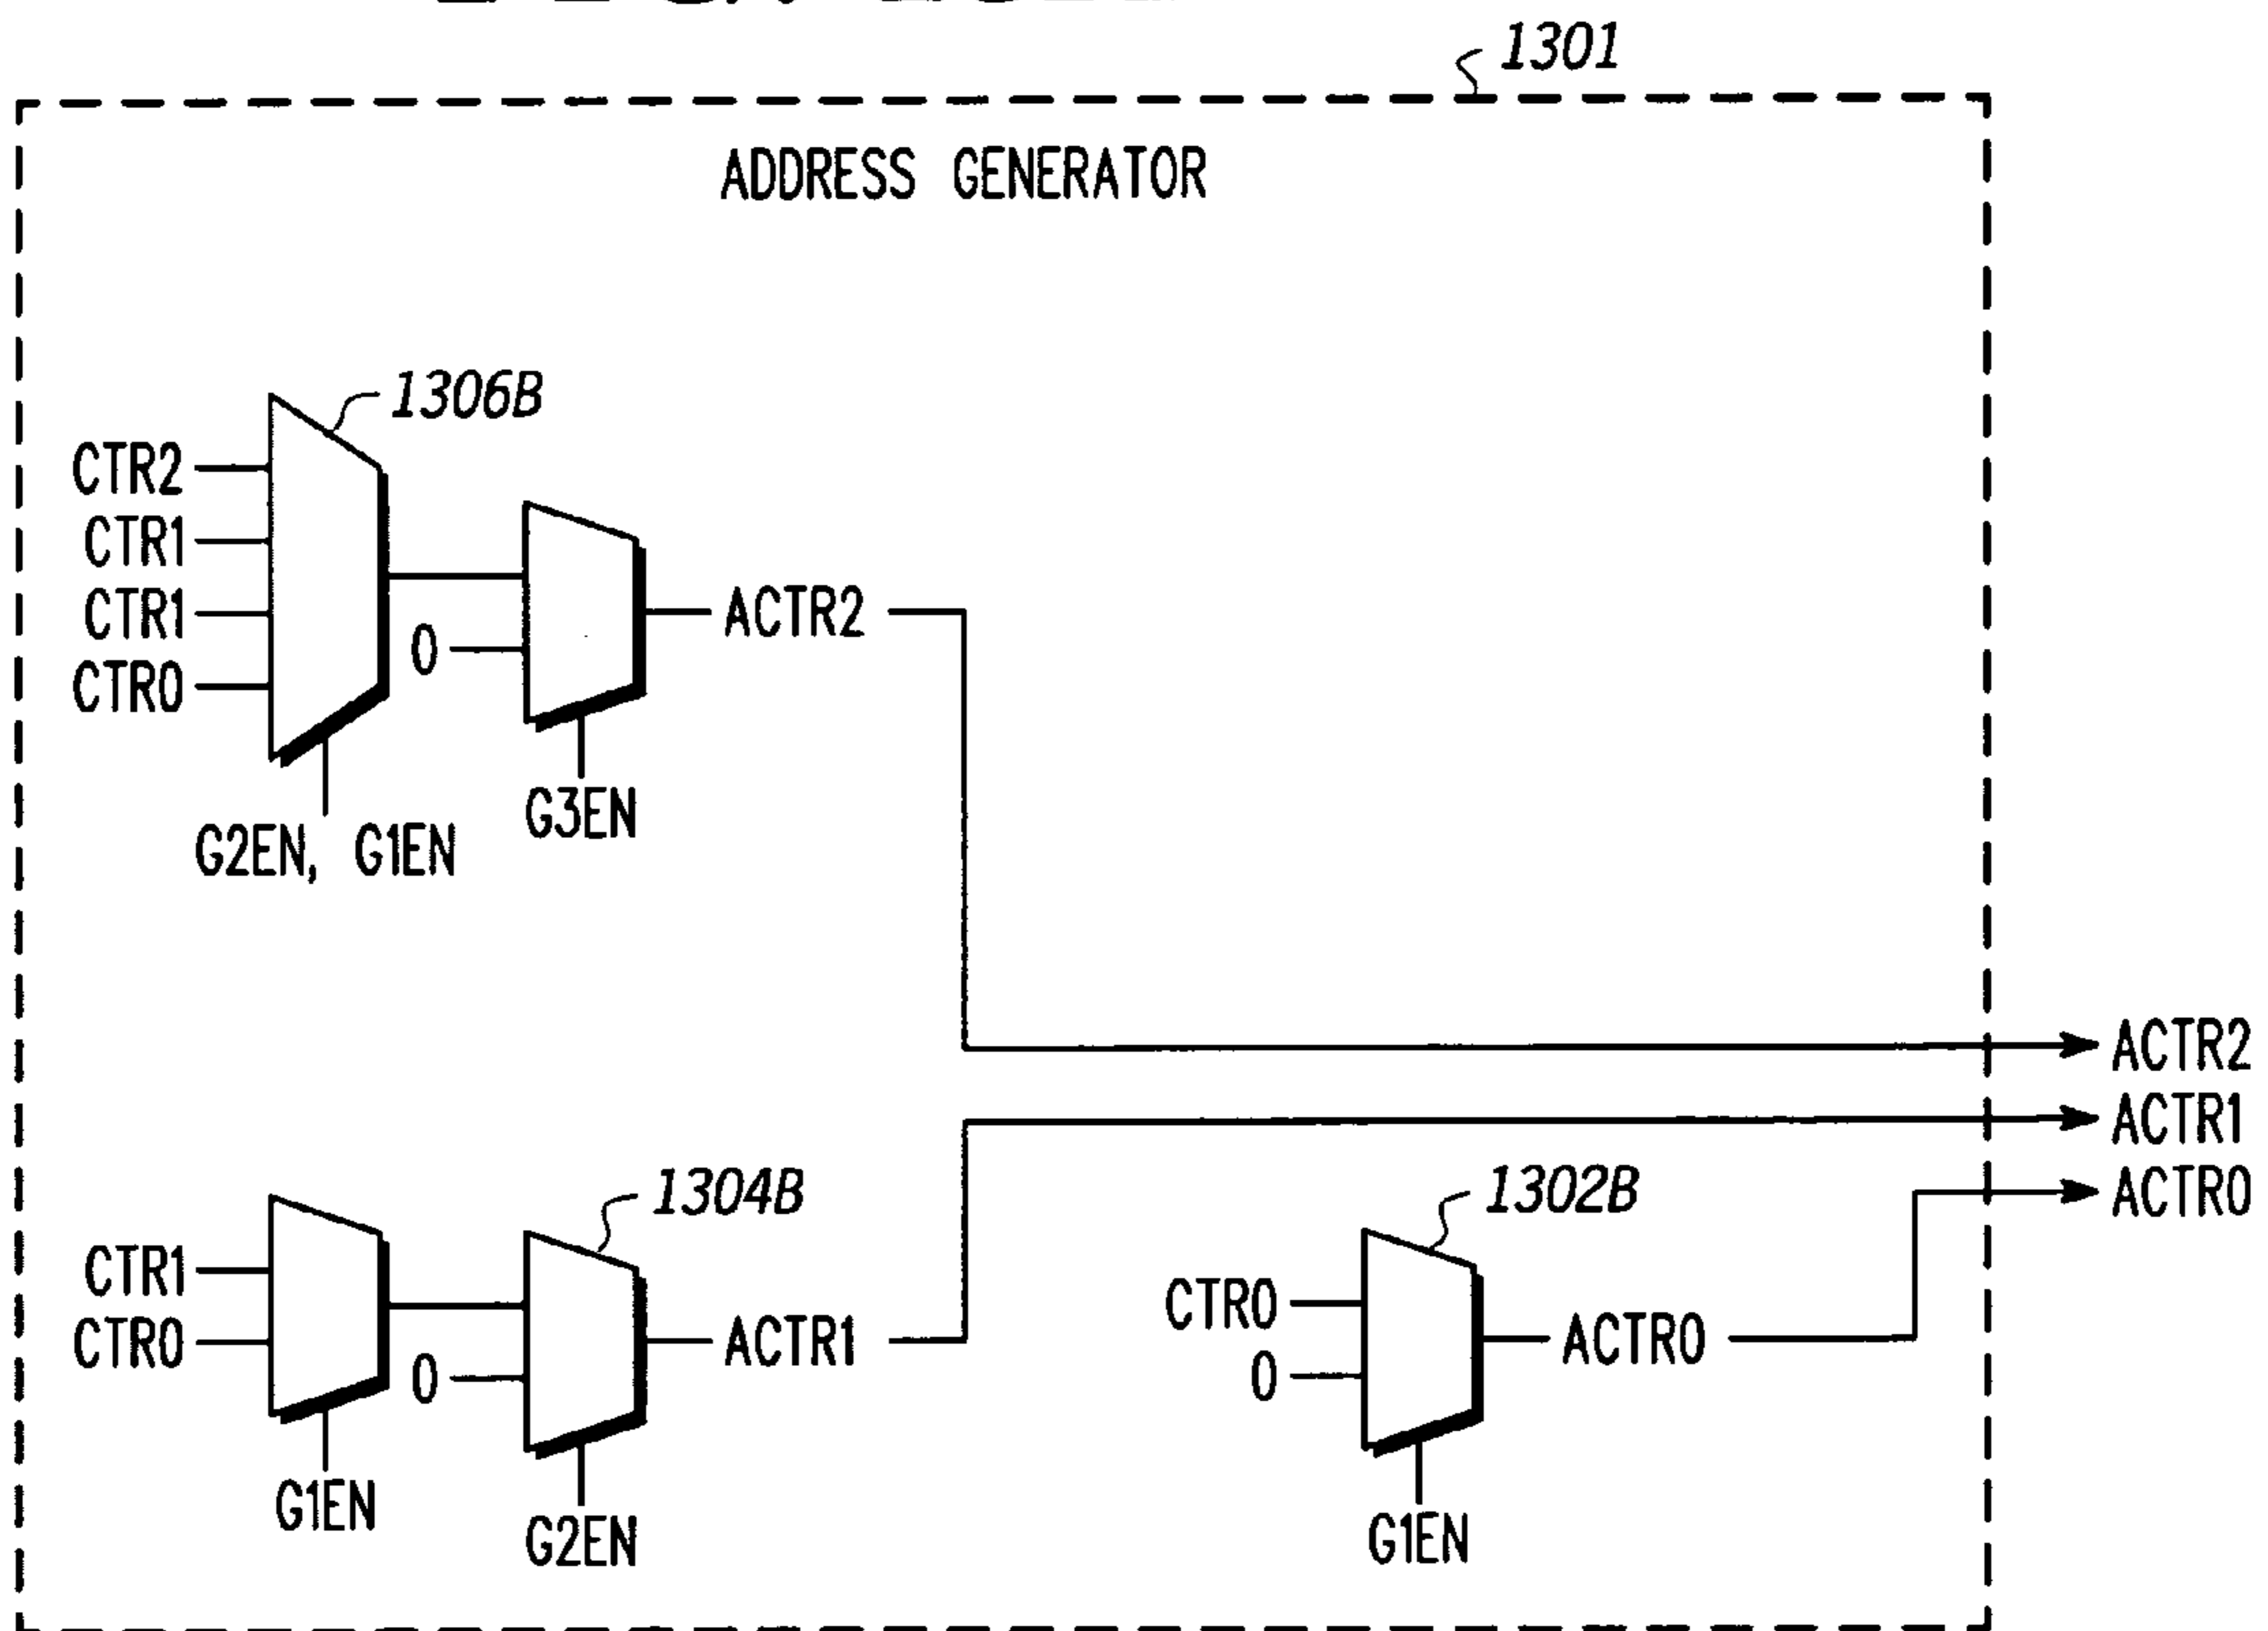 1301
ADDRESS GENERATOR
1306B
CTR2
CTR1
CTR1
CTR0
0
ACTR2
G3EN
G2EN, G1EN
ACTR2
ACTR1
ACTR0
1304B
1302B
CTR1
CTR0
0
ACTR1
CTR0
0
ACTR0
G1EN
G2EN
G1EN